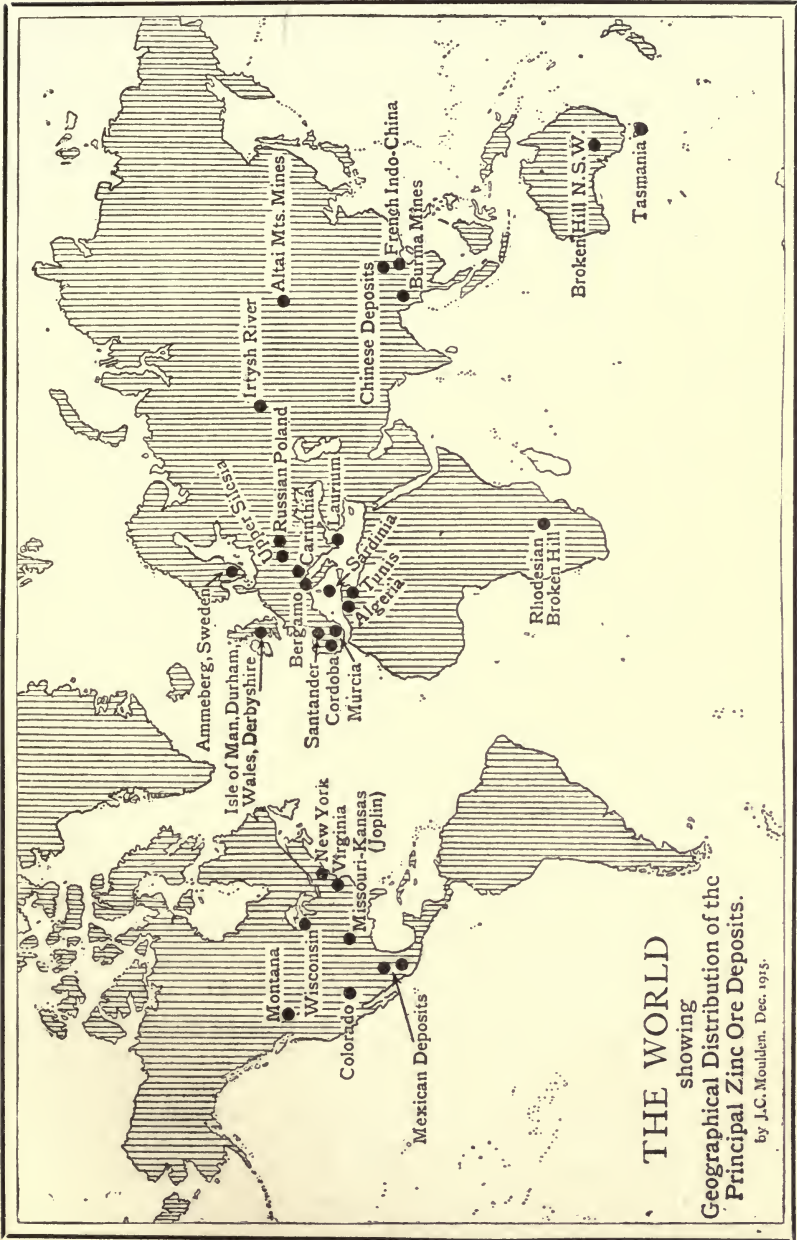 THE WORLD
showing
Geographical Distribution of the
Principal Zinc Ore Deposits.
by J.C. Moulden. Dec. 1915.
Montana
Wisconsin
New York
Virginia
Missouri-Kansas
(Joplin)
Colorado
Mexican Deposits
Ammeberg, Sweden
Isle of Man, Durham,
Wales, Derbyshire
Upper Silesia
Russian Poland
Carinthia
Bergamo
Laurium
Santander
Cordoba
Murcia
Sardinia
Tunis
Algeria
Rhodesian
Broken Hill
Irtysh River
Altai Mts. Mines
Chinese Deposits
French Indo-China
Burma Mines
Broken Hill N.S.W.
Tasmania